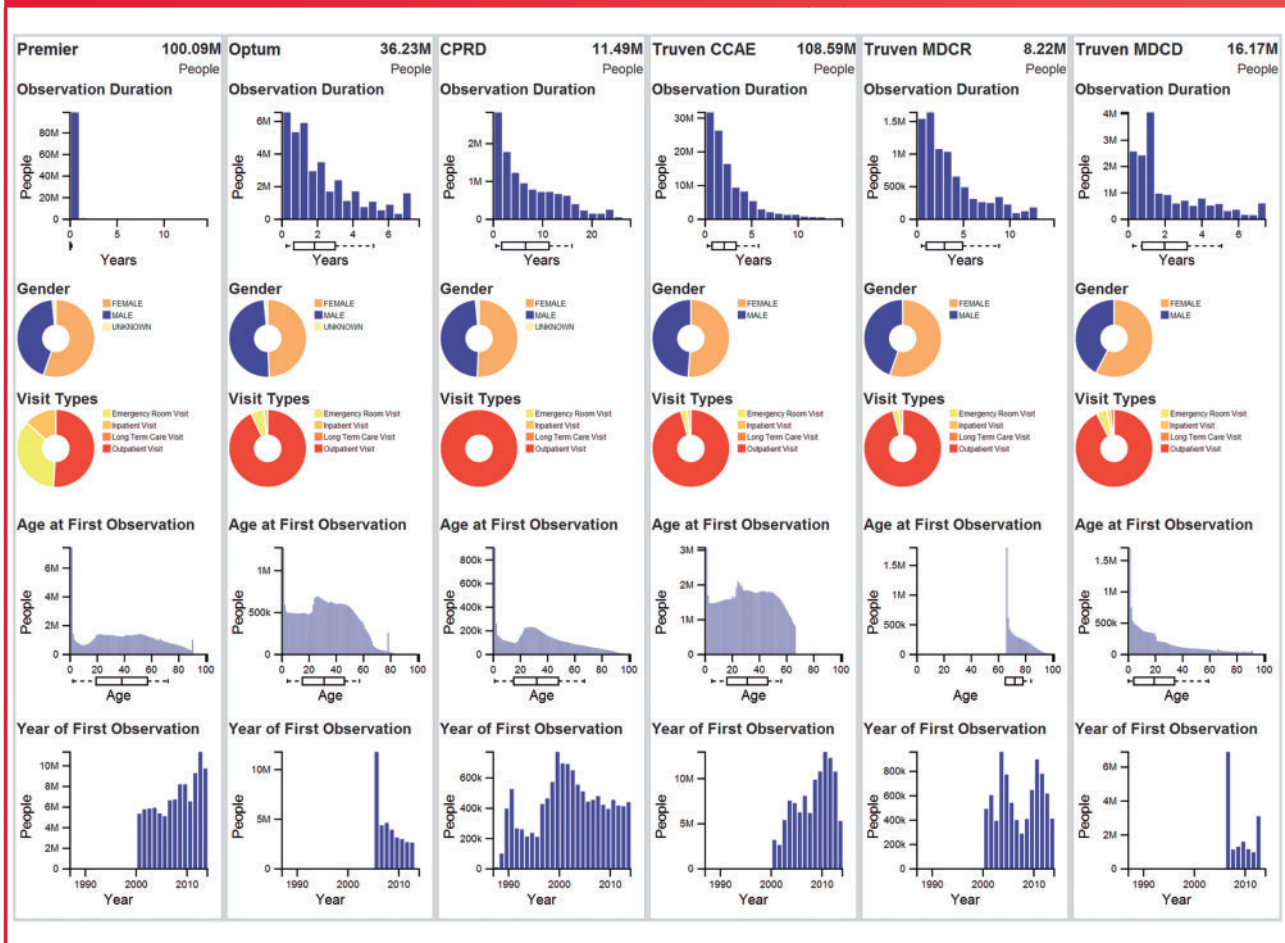 Premier 100.09M
People
Observation Duration
80M
60M
40M
20M
0
People
0 5 10
Years
Gender
FEMALE
MALE
UNKNOWN
Visit Types
Emergency Room Visit
Inpatient Visit
Long Term Care Visit
Outpatient Visit
Age at First Observation
6M
4M
2M
0
People
0 20 40 60 80 100
Age
Year of First Observation
10M
8M
6M
4M
2M
0
People
1990 2000 2010
Year
Optum 36.23M
People
Observation Duration
6M
4M
2M
0
People
0 2 4 6
Years
Gender
FEMALE
MALE
UNKNOWN
Visit Types
Emergency Room Visit
Inpatient Visit
Long Term Care Visit
Outpatient Visit
Age at First Observation
1M
500k
0
People
0 20 40 60 80 100
Age
Year of First Observation
10M
5M
0
People
1990 2000 2010
Year
CPRD 11.49M
People
Observation Duration
2M
1M
0
People
0 10 20
Years
Gender
FEMALE
MALE
UNKNOWN
Visit Types
Emergency Room Visit
Inpatient Visit
Long Term Care Visit
Outpatient Visit
Age at First Observation
800k
600k
400k
200k
0
People
0 20 40 60 80 100
Age
Year of First Observation
600k
400k
200k
0
People
1990 2000 2010
Year
Truven CCAE 108.59M
People
Observation Duration
30M
20M
10M
0
People
0 5 10
Years
Gender
FEMALE
MALE
Visit Types
Emergency Room Visit
Inpatient Visit
Long Term Care Visit
Outpatient Visit
Age at First Observation
3M
2M
1M
0
People
0 20 40 60 80 100
Age
Year of First Observation
10M
5M
0
People
1990 2000 2010
Year
Truven MDCR 8.22M
People
Observation Duration
1.5M
1M
500k
0
People
0 5 10
Years
Gender
FEMALE
MALE
Visit Types
Emergency Room Visit
Inpatient Visit
Long Term Care Visit
Outpatient Visit
Age at First Observation
1.5M
1M
500k
0
People
0 20 40 60 80 100
Age
Year of First Observation
800k
600k
400k
200k
0
People
1990 2000 2010
Year
Truven MDCD 16.17M
People
Observation Duration
4M
3M
2M
1M
0
People
0 2 4 6
Years
Gender
FEMALE
MALE
Visit Types
Emergency Room Visit
Inpatient Visit
Long Term Care Visit
Outpatient Visit
Age at First Observation
1.5M
1M
500k
0
People
0 20 40 60 80 100
Age
Year of First Observation
6M
4M
2M
0
People
1990 2000 2010
Year